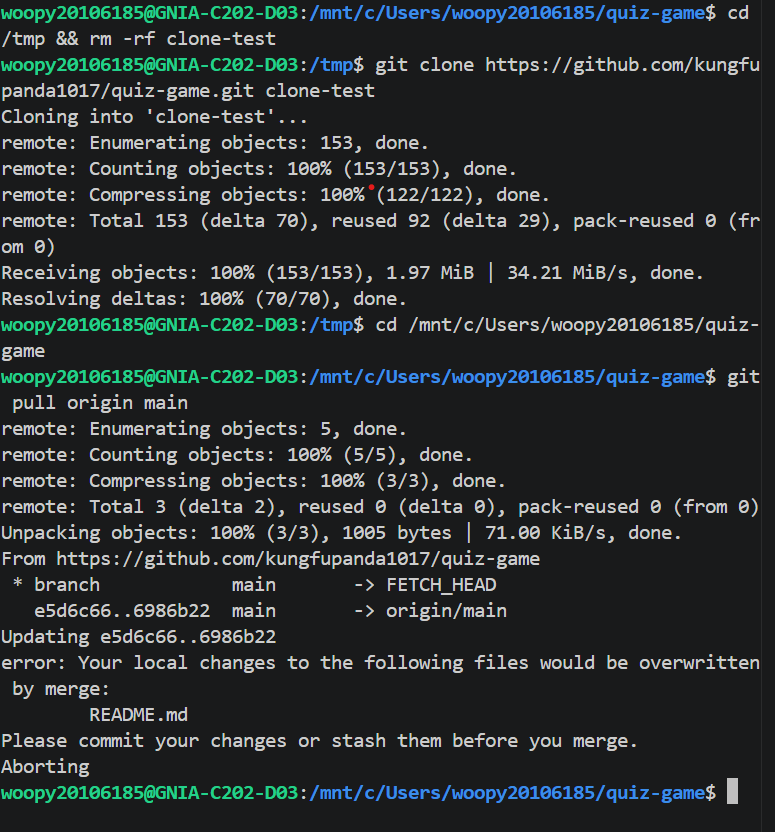 woopy20106185@GNIA-C202-D03:/mnt/c/Users/woopy20106185/quiz-game$ cd
/tmp && rm -rf clone-test
woopy20106185@GNIA-C202-D03:/tmp$ git clone https://github.com/kungfu
panda1017/quiz-game.git clone-test
Cloning into 'clone-test'...
remote: Enumerating objects: 153, done.
remote: Counting objects: 100% (153/153), done.
remote: Compressing objects: 100% (122/122), done.
remote: Total 153 (delta 70), reused 92 (delta 29), pack-reused 0 (fr
om 0)
Receiving objects: 100% (153/153), 1.97 MiB | 34.21 MiB/s, done.
Resolving deltas: 100% (70/70), done.
woopy20106185@GNIA-C202-D03:/tmp$ cd /mnt/c/Users/woopy20106185/quiz-
game
woopy20106185@GNIA-C202-D03:/mnt/c/Users/woopy20106185/quiz-game$ git
 pull origin main
remote: Enumerating objects: 5, done.
remote: Counting objects: 100% (5/5), done.
remote: Compressing objects: 100% (3/3), done.
remote: Total 3 (delta 2), reused 0 (delta 0), pack-reused 0 (from 0)
Unpacking objects: 100% (3/3), 1005 bytes | 71.00 KiB/s, done.
From https://github.com/kungfupanda1017/quiz-game
 * branch            main       -> FETCH_HEAD
   e5d6c66..6986b22  main       -> origin/main
Updating e5d6c66..6986b22
error: Your local changes to the following files would be overwritten
 by merge:
        README.md
Please commit your changes or stash them before you merge.
Aborting
woopy20106185@GNIA-C202-D03:/mnt/c/Users/woopy20106185/quiz-game$